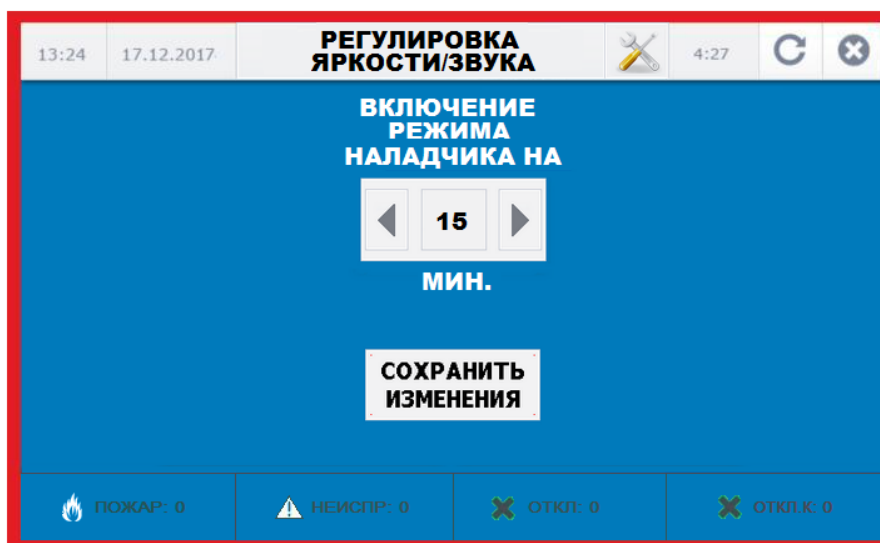 13:24
17.12.2017
РЕГУЛИРОВКА
ЯРКОСТИ/ЗВУКА
4:27
ВКЛЮЧЕНИЕ
РЕЖИМА
НАЛАДЧИКА НА
15
МИН.
СОХРАНИТЬ
ИЗМЕНЕНИЯ
ПОЖАР: 0
НЕИСПР: 0
ОТКЛ: 0
ОТКЛ.К: 0